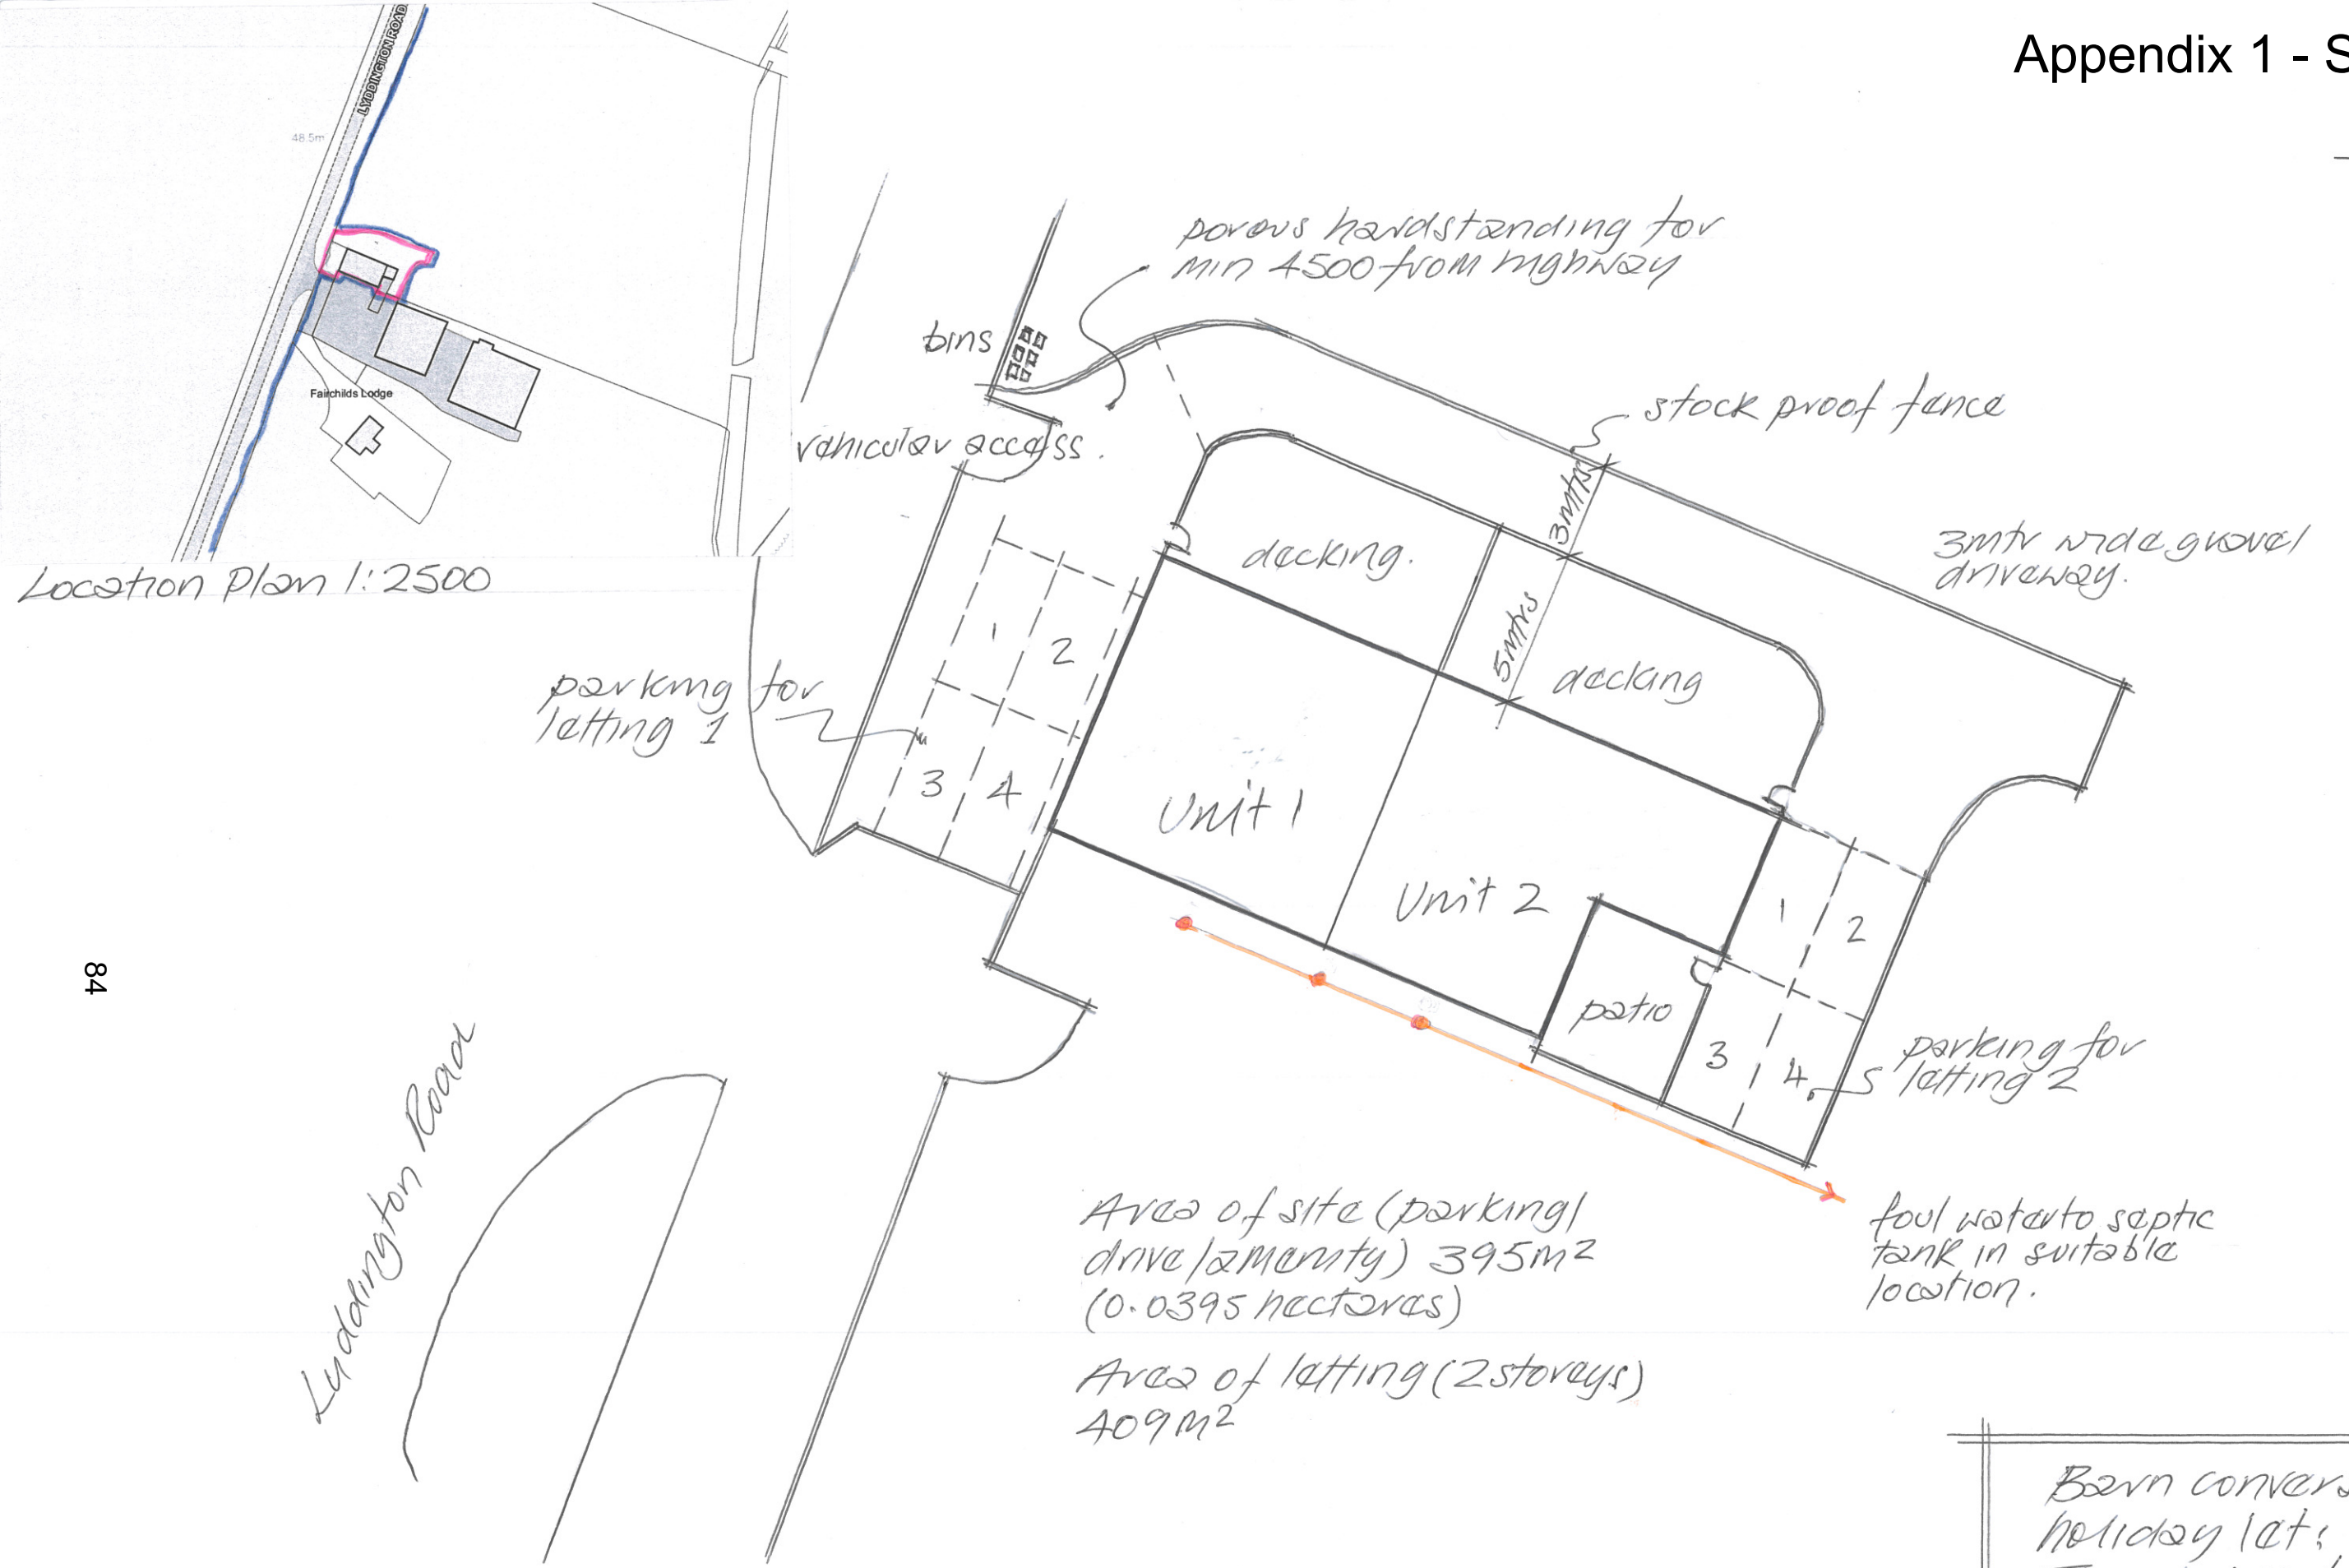 Appendix 1 - S
LYDDINGTON ROAD
48.5m
Fairchilds Lodge
Location Plan 1:2500
porous hardstanding for
min 4500 from highway
bins
vehicular access.
stock proof fence
3mtrs
5mtrs
3mtr wide gravel
driveway.
decking.
decking
parking for
letting 1
1
2
3
4
Unit 1
Unit 2
patio
1
2
3
4
parking for
letting 2
84
Lyddington Road
Area of site (parking/
drive/amenity) 395m²
(0.0395 hectares)
Area of letting (2 storeys)
409m²
foul water to septic
tank in suitable
location.
Barn convers
holiday let: